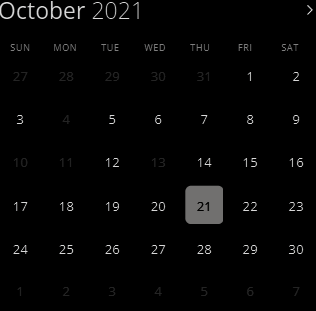 October 2021
SUN MON TUE WED THU FRI SAT
27 28 29 30 31 1 2
3 4 5 6 7 8 9
10 11 12 13 14 15 16
17 18 19 20 21 22 23
24 25 26 27 28 29 30
1 2 3 4 5 6 7